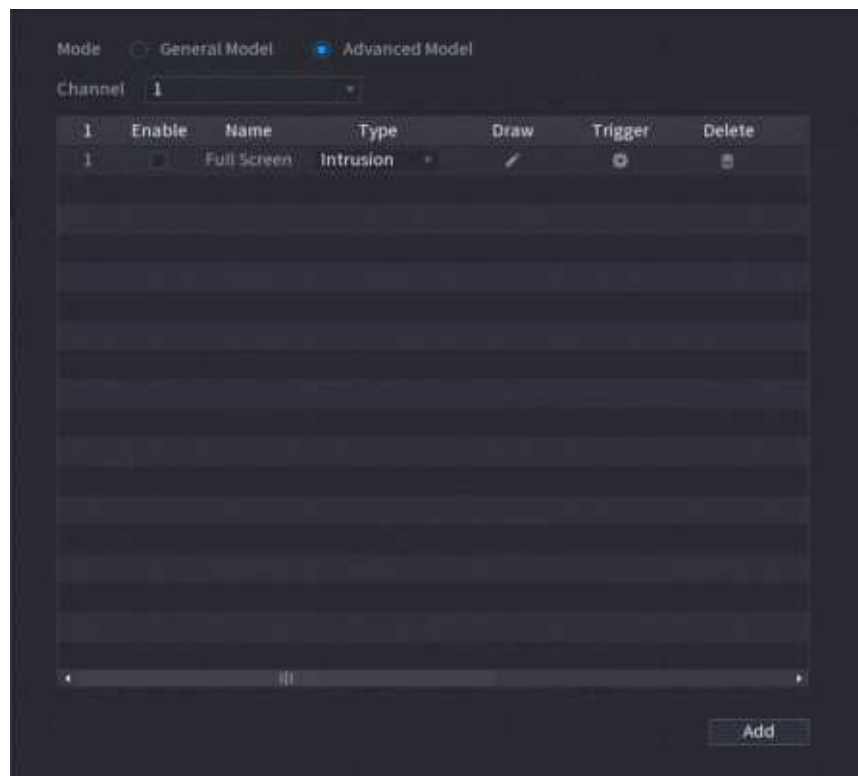 Mode General Model Advanced Model
Channel 1
1 Enable Name Type Draw Trigger Delete
1 Full Screen Intrusion
Add